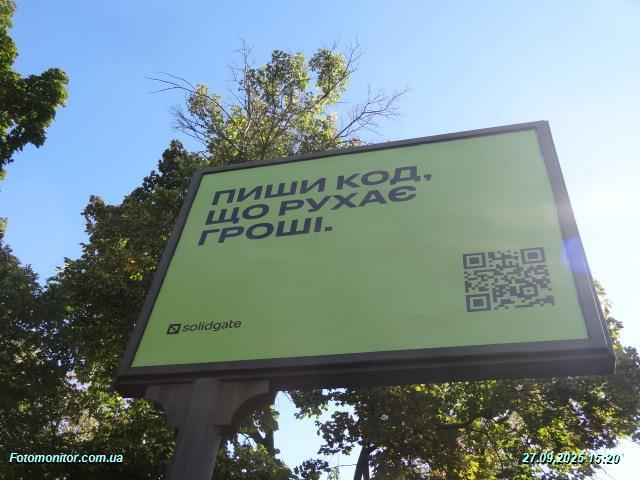 ПИШИ КОД,
ЩО РУХАЄ
ГРОШІ.
solidgate
Fotomonitor.com.ua
27.09.2025 15:20